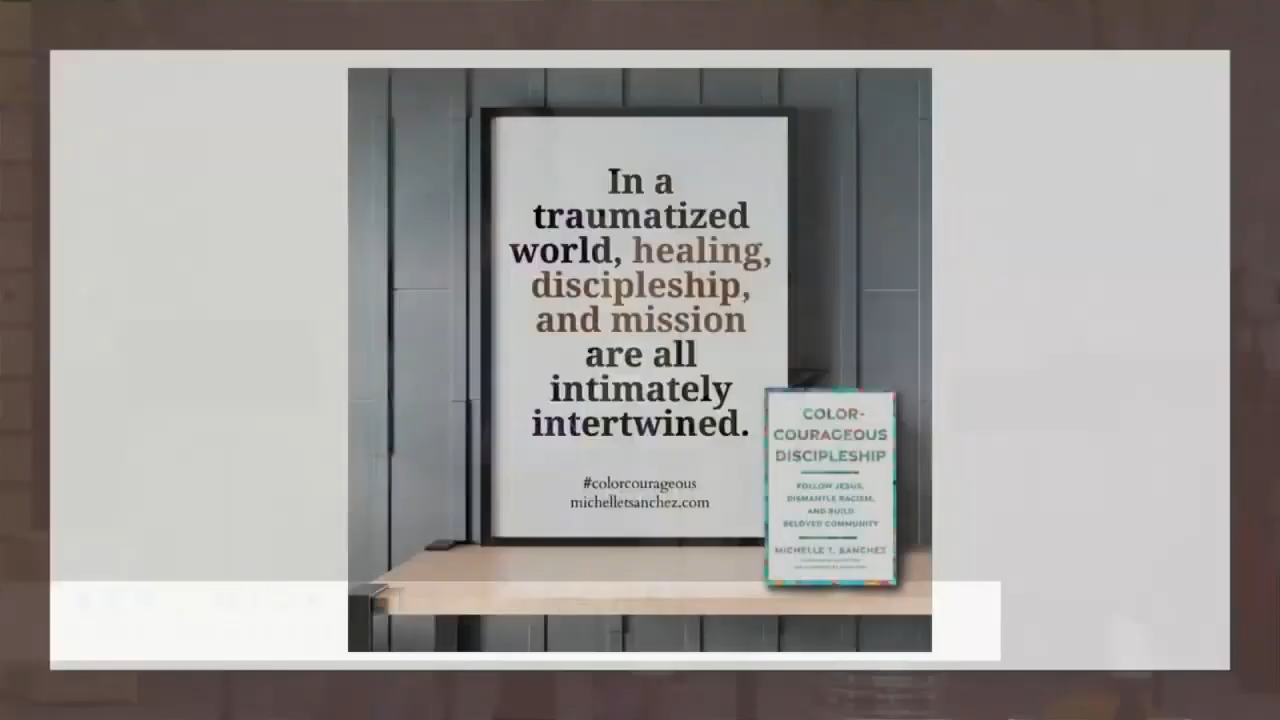 In a
traumatized
world, healing,
discipleship,
and mission
are all
intimately
intertwined.
#colorcourageous
michelletsanchez.com
COLOR-
COURAGEOUS
DISCIPLESHIP
FOLLOW JESUS,
DISMANTLE RACISM,
AND BUILD
BELOVED COMMUNITY
MICHELLE T. SANCHEZ